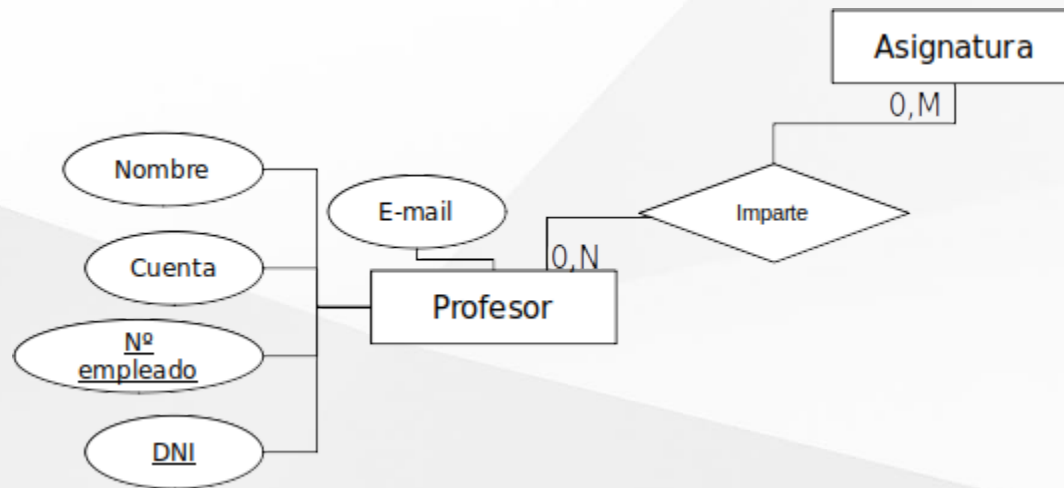 Asignatura
0,M
Nombre
E-mail
Imparte
Cuenta
0,N
Profesor
Nº
empleado
DNI